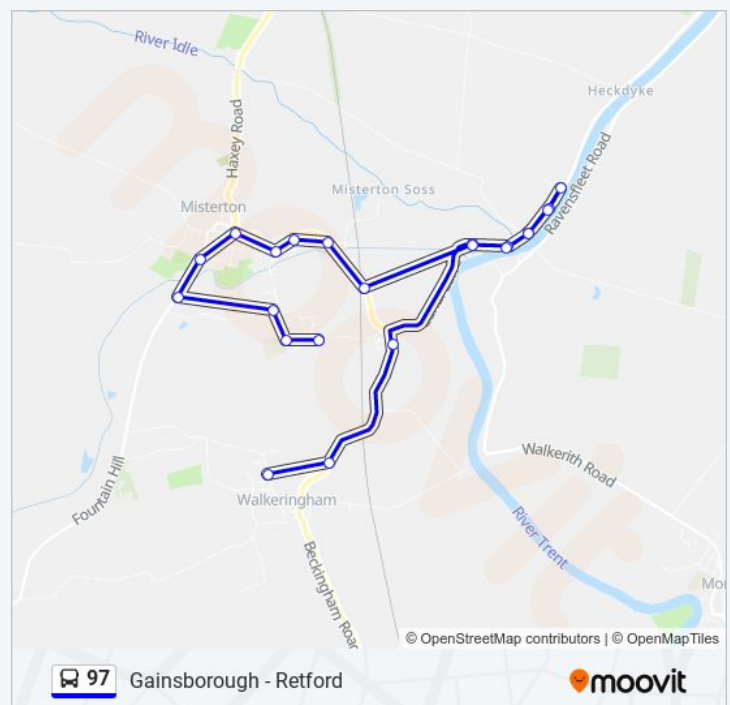 River Idle
Heckdyke
Haxey Road
Misterton Soss
Ravensfleet Road
Misterton
Walkerith Road
Fountain Hill
Walkeringham
River Trent
Beckingham Road
Mor
© OpenStreetMap contributors | © OpenMapTiles
97 Gainsborough - Retford
moovit